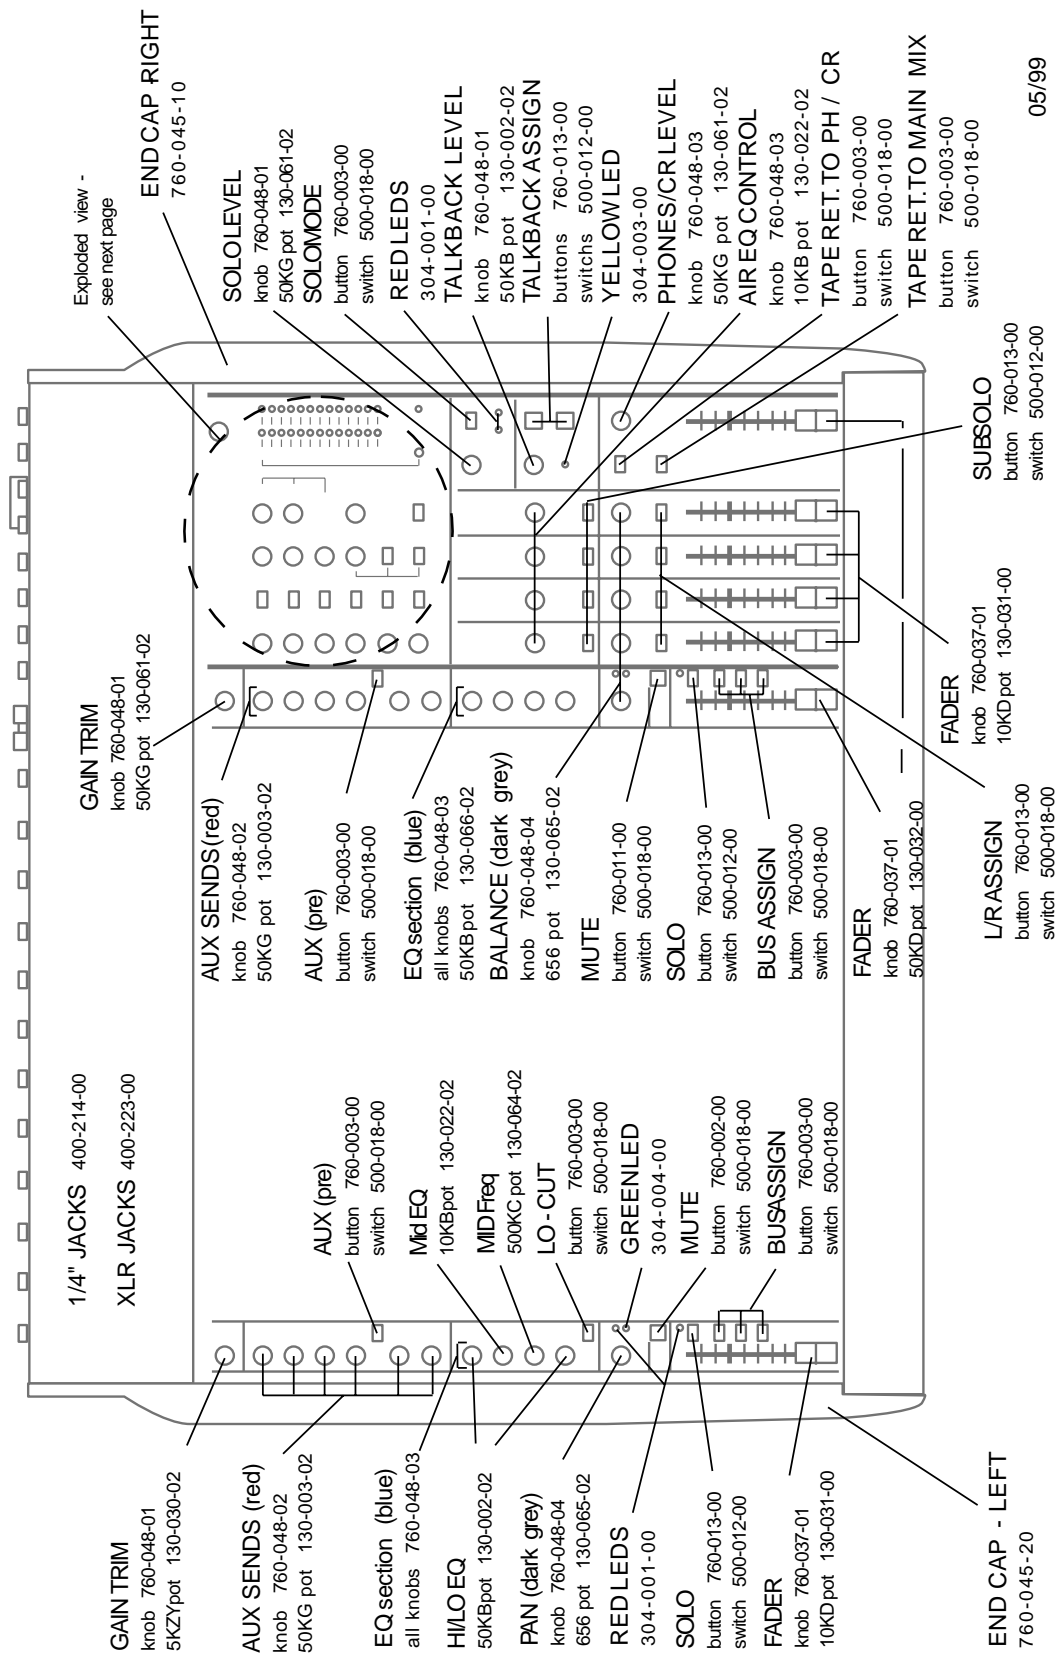 1/4" JACKS 400-214-00
XLR JACKS 400-223-00
GAIN TRIM
knob 760-048-01
5KZYpot 130-030-02
AUX SENDS (red)
knob 760-048-02
50KG pot 130-003-02
EQ section (blue)
all knobs 760-048-03
HI/LO EQ
50KBpot 130-002-02
PAN (dark grey)
knob 760-048-04
656 pot 130-065-02
RED LEDS
304-001-00
SOLO
button 760-013-00
switch 500-012-00
FADER
knob 760-037-01
10KDpot 130-031-00
END CAP - LEFT
760-045-20
AUX (pre)
button 760-003-00
switch 500-018-00
Mid EQ
10KBpot 130-022-02
MID Freq
500KC pot 130-064-02
LO - CUT
button 760-003-00
switch 500-018-00
GREEN LED
304-004-00
MUTE
button 760-002-00
switch 500-018-00
BUS ASSIGN
button 760-003-00
switch 500-018-00
GAIN TRIM
knob 760-048-01
50KG pot 130-061-02
AUX SENDS (red)
knob 760-048-02
50KG pot 130-003-02
AUX (pre)
button 760-003-00
switch 500-018-00
EQ section (blue)
all knobs 760-048-03
50KBpot 130-066-02
BALANCE (dark grey)
knob 760-048-04
656 pot 130-065-02
MUTE
button 760-011-00
switch 500-018-00
SOLO
button 760-013-00
switch 500-012-00
BUS ASSIGN
button 760-003-00
switch 500-018-00
FADER
knob 760-037-01
50KDpot 130-032-00
L/R ASSIGN
button 760-013-00
switch 500-018-00
FADER
knob 760-037-01
10KD pot 130-031-00
SUB SOLO
button 760-013-00
switch 500-012-00
Exploded view -
see next page
END CAP - RIGHT
760-045-10
SOLO LEVEL
knob 760-048-01
50KG pot 130-061-02
SOLO MODE
button 760-003-00
switch 500-018-00
RED LEDS
304-001-00
TALKBACK LEVEL
knob 760-048-01
50KB pot 130-002-02
TALKBACK ASSIGN
buttons 760-013-00
switchs 500-012-00
YELLOW LED
304-003-00
PHONES/CR LEVEL
knob 760-048-03
50KG pot 130-061-02
AIR EQ CONTROL
knob 760-048-03
10KB pot 130-022-02
TAPE RET. TO PH / CR
button 760-003-00
switch 500-018-00
TAPE RET. TO MAIN MIX
button 760-003-00
switch 500-018-00
05/99